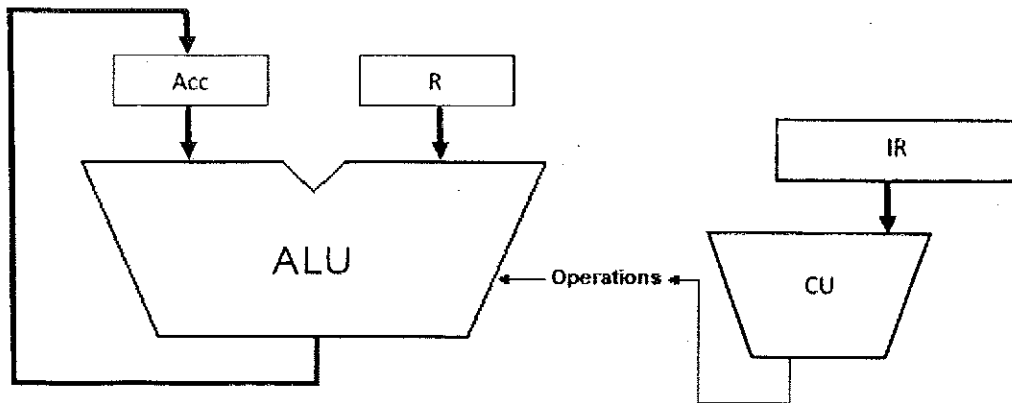 Acc
R
IR
ALU
Operations
CU